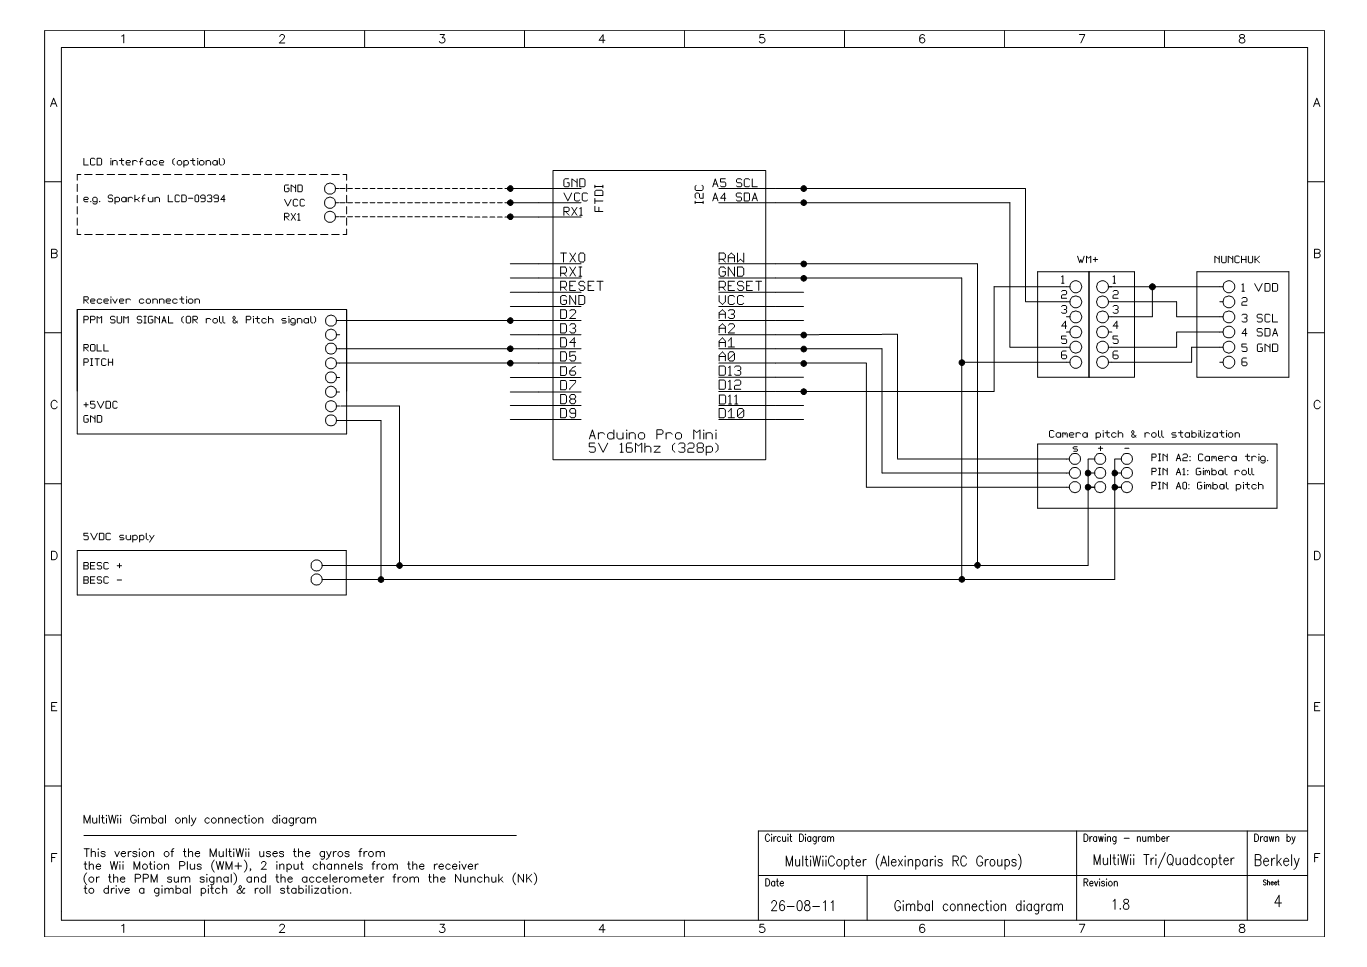 1 2 3 4 5 6 7 8
A A
LCD interface (optional)
e.g. Sparkfun LCD-09394
GND
VCC
RX1
GND
VCC
RX1
FTDI
I2C
A5 SCL
A4 SDA
B B
TXO
RXI
RESET
GND
D2
D3
D4
D5
D6
D7
D8
D9
RAW
GND
RESET
VCC
A3
A2
A1
A0
D13
D12
D11
D10
Arduino Pro Mini
5V 16Mhz (328p)
WM+
1 1
2 2
3 3
4 4
5 5
6 6
NUNCHUK
1 VDD
2
3 SCL
4 SDA
5 GND
6
Receiver connection
PPM SUM SIGNAL (OR roll & Pitch signal)
ROLL
PITCH
+5VDC
GND
C C
Camera pitch & roll stabilization
s + -
PIN A2: Camera trig.
PIN A1: Gimbal roll
PIN A0: Gimbal pitch
5VDC supply
BESC +
BESC -
D D
E E
F F
MultiWii Gimbal only connection diagram
This version of the MultiWii uses the gyros from
the Wii Motion Plus (WM+), 2 input channels from the receiver
(or the PPM sum signal) and the accelerometer from the Nunchuk (NK)
to drive a gimbal pitch & roll stabilization.
Circuit Diagram
MultiWiiCopter (Alexinparis RC Groups)
Drawing - number
MultiWii Tri/Quadcopter
Drawn by
Berkely
Date
26-08-11
Gimbal connection diagram
Revision
1.8
Sheet
4
1 2 3 4 5 6 7 8